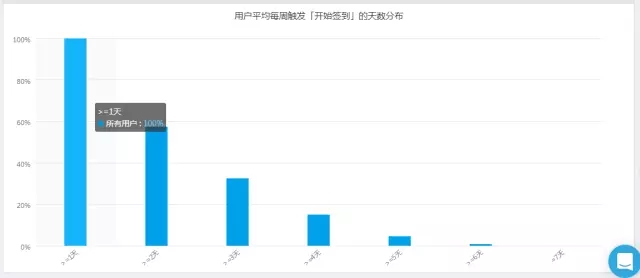 用户平均每周触发「开始签到」的天数分布
100%
80%
>=1天
所有用户 : 100%
60%
40%
20%
0%
>=1天
>=2天
>=3天
>=4天
>=5天
>=6天
=7天